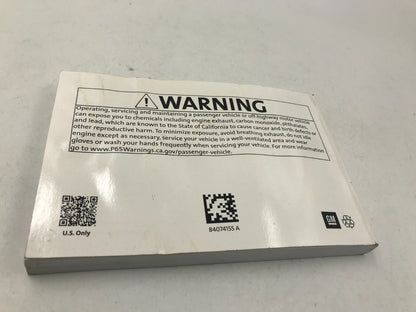 WARNING
Operating, servicing and maintaining a passenger vehicle or off-highway motor vehicle
can expose you to chemicals including engine exhaust, carbon monoxide, phthalates,
and lead, which are known to the State of California to cause cancer and birth defects or
other reproductive harm. To minimize exposure, avoid breathing exhaust, do not idle
engine except as necessary, service your vehicle in a well-ventilated area and wear
gloves or wash your hands frequently when servicing your vehicle. For more information
go to www.P65Warnings.ca.gov/passenger-vehicle.
U.S. Only
84074155 A
GM